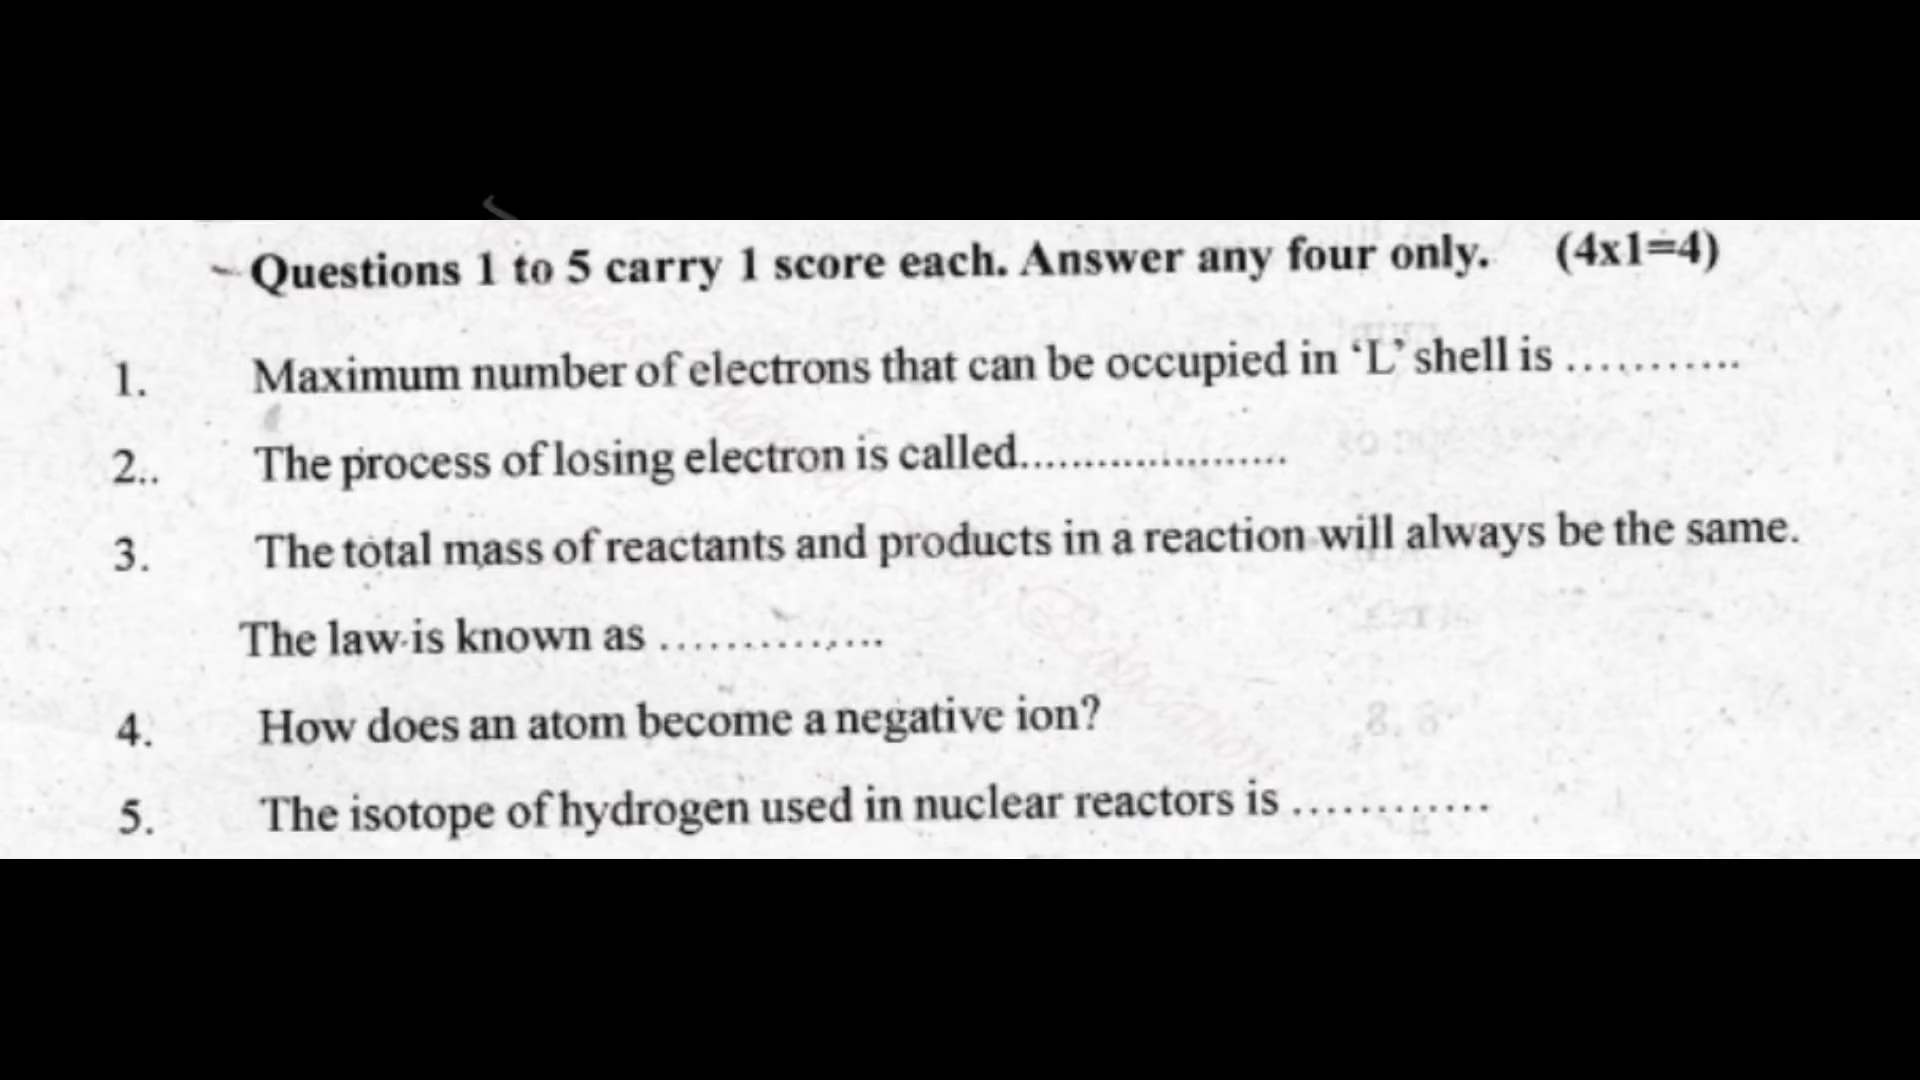 Questions 1 to 5 carry 1 score each. Answer any four only. (4x1=4)
1. Maximum number of electrons that can be occupied in ‘L’ shell is ...........
2.. The process of losing electron is called.....................
3. The total mass of reactants and products in a reaction will always be the same.
The law is known as ..............
4. How does an atom become a negative ion?
5. The isotope of hydrogen used in nuclear reactors is ............